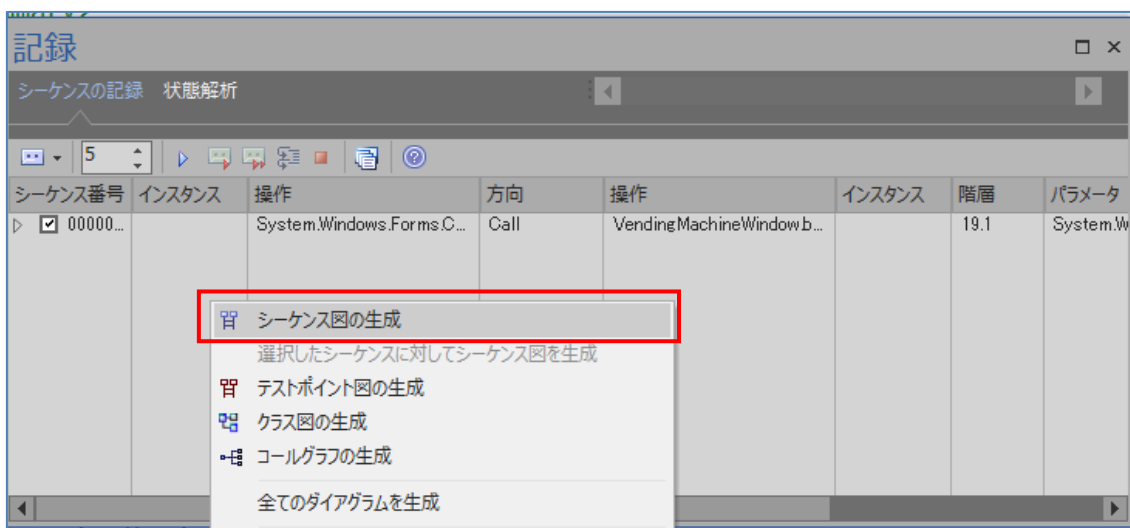 記録
シーケンスの記録 状態解析
5
シーケンス番号 インスタンス 操作 方向 操作 インスタンス 階層 パラメータ
00000... System.Windows.Forms.C... Call VendingMachineWindow.b... 19.1 System.W
シーケンス図の生成
選択したシーケンスに対してシーケンス図を生成
テストポイント図の生成
クラス図の生成
コールグラフの生成
全てのダイアグラムを生成